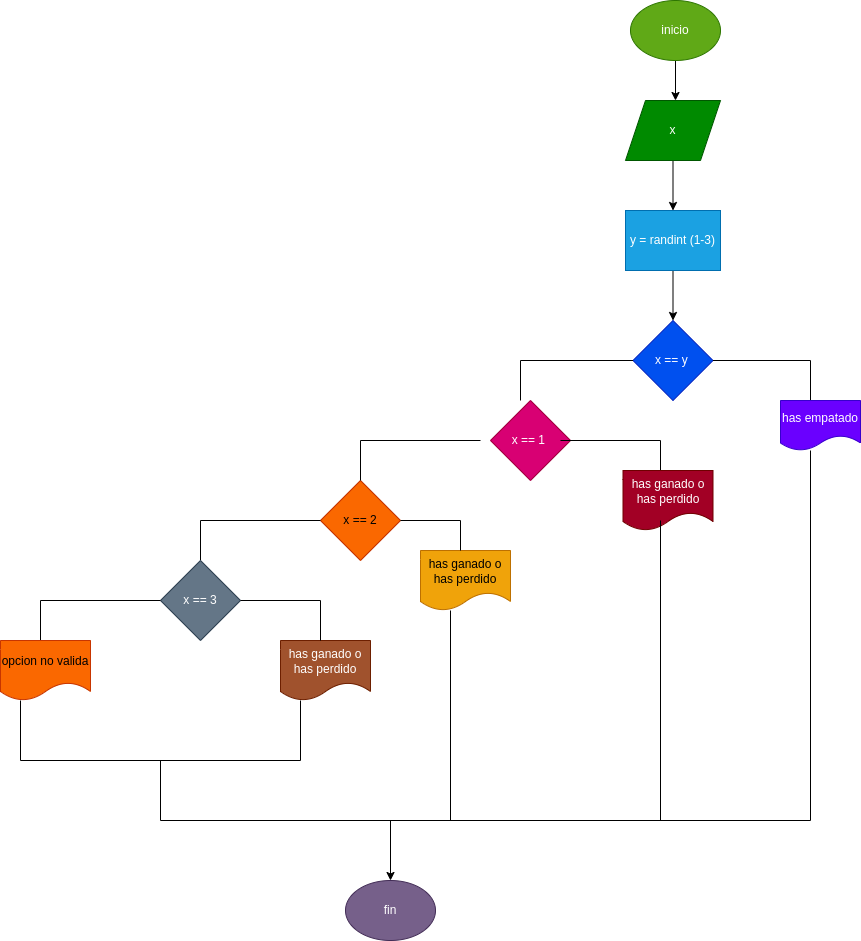 inicio
x
y = randint (1-3)
x == y
has empatado
x == 1
has ganado o
has perdido
x == 2
has ganado o
has perdido
x == 3
opcion no valida
has ganado o
has perdido
fin